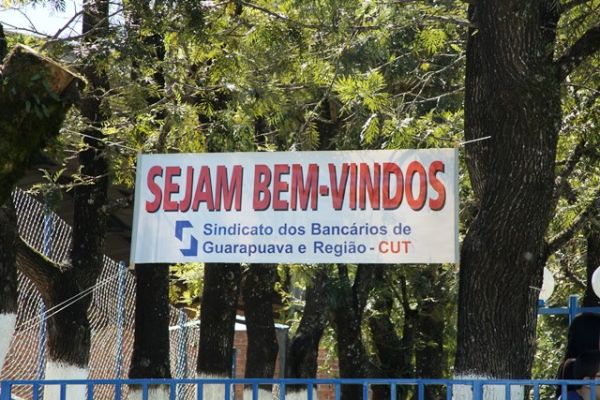 SEJAM BEM-VINDOS
Sindicato dos Bancários de
Guarapuava e Região - CUT